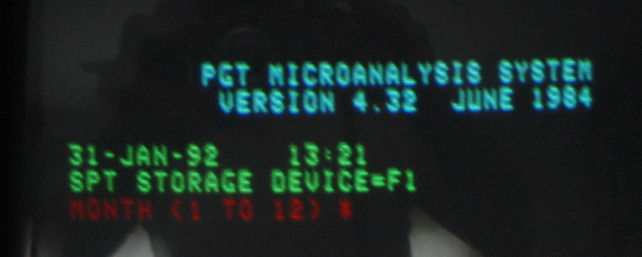 PGT MICROANALYSIS SYSTEM
VERSION 4.32 JUNE 1984
31-JAN-92 13:21
SPT STORAGE DEVICE=F1
MONTH (1 TO 12) *